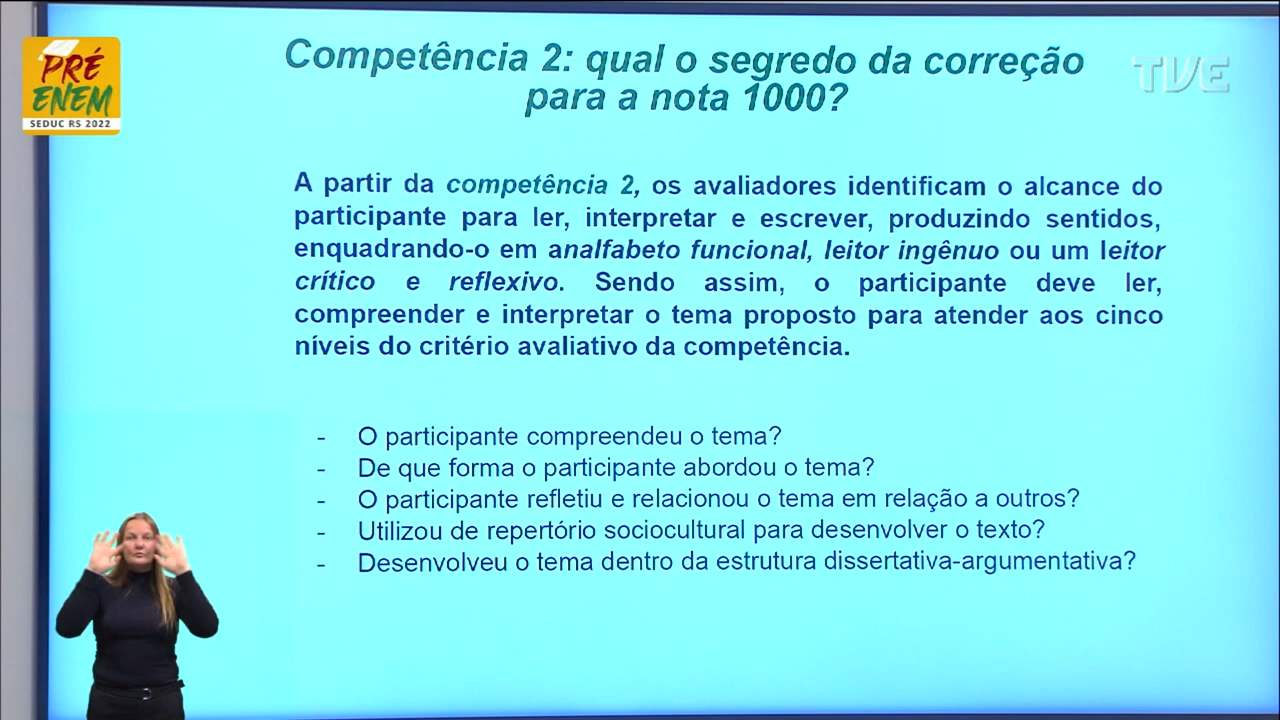 PRÉ
ENEM
SEDUC RS 2022
TVE
Competência 2: qual o segredo da correção
para a nota 1000?
A partir da competência 2, os avaliadores identificam o alcance do
participante para ler, interpretar e escrever, produzindo sentidos,
enquadrando-o em analfabeto funcional, leitor ingênuo ou um leitor
crítico e reflexivo. Sendo assim, o participante deve ler,
compreender e interpretar o tema proposto para atender aos cinco
níveis do critério avaliativo da competência.
- O participante compreendeu o tema?
- De que forma o participante abordou o tema?
- O participante refletiu e relacionou o tema em relação a outros?
- Utilizou de repertório sociocultural para desenvolver o texto?
- Desenvolveu o tema dentro da estrutura dissertativa-argumentativa?